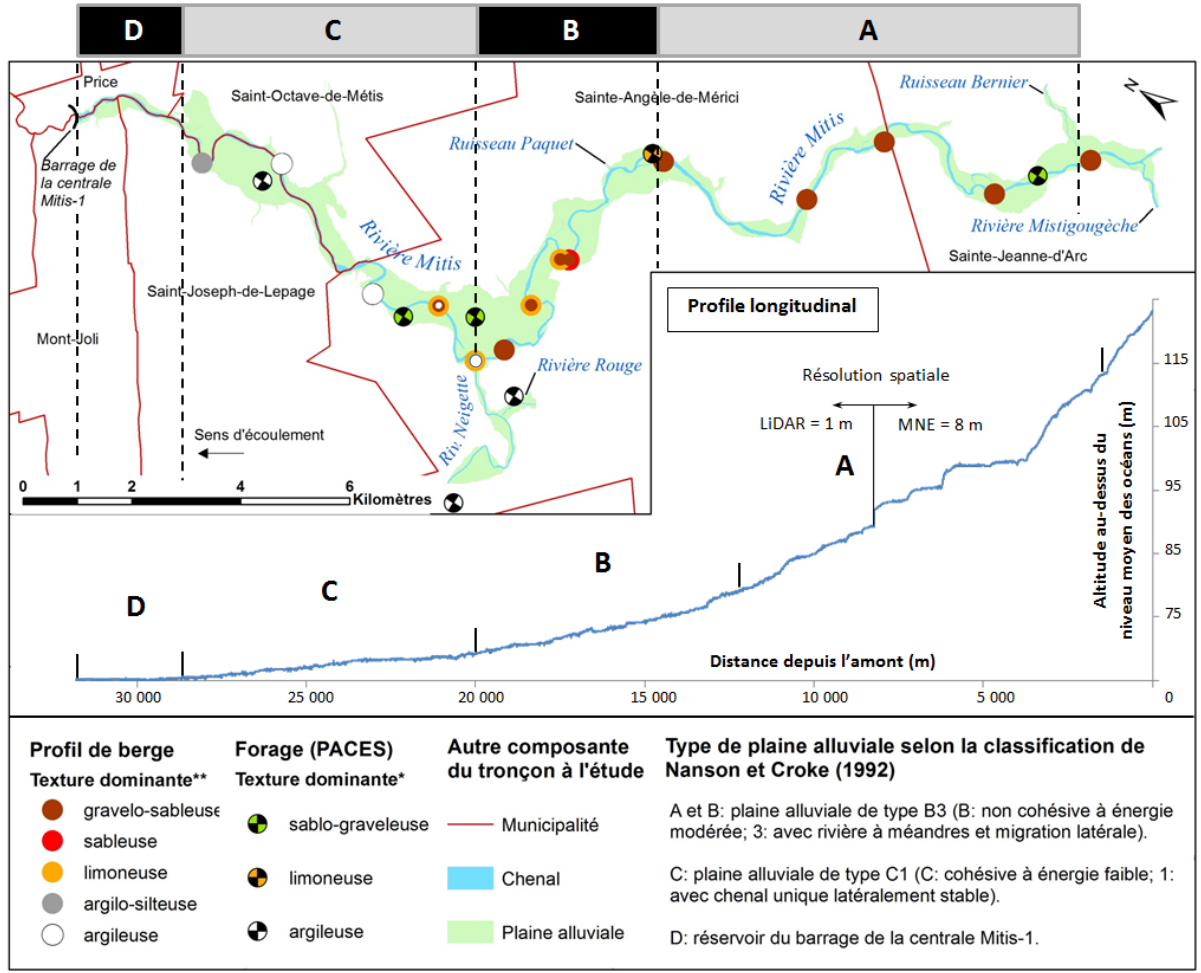 D
C
B
A
Price
Saint-Octave-de-Métis
Sainte-Angèle-de-Mérici
Ruisseau Bernier
N
Ruisseau Paquet
Rivière Mitis
Barrage de
la centrale
Mitis-1
Rivière Mistigougèche
Rivière Mitis
Sainte-Jeanne-d'Arc
Saint-Joseph-de-Lepage
Mont-Joli
Rivière Rouge
Riv. Neigette
Sens d'écoulement
0 2 4 6
Kilomètres
Profile longitudinal
Résolution spatiale
LiDAR = 1 m
MNE = 8 m
A
B
C
D
115
105
95
85
75
0
Altitude au-dessus du
niveau moyen des océans (m)
Distance depuis l'amont (m)
30 000
25 000
20 000
15 000
10 000
5 000
0
Profil de berge
Texture dominante**
gravelo-sableuse
sableuse
limoneuse
argilo-silteuse
argileuse
Forage (PACES)
Texture dominante*
sablo-graveleuse
limoneuse
argileuse
Autre composante
du tronçon à l'étude
Municipalité
Chenal
Plaine alluviale
Type de plaine alluviale selon la classification de
Nanson et Croke (1992)
A et B: plaine alluviale de type B3 (B: non cohésive à énergie
modérée; 3: avec rivière à méandres et migration latérale).
C: plaine alluviale de type C1 (C: cohésive à énergie faible; 1:
avec chenal unique latéralement stable).
D: réservoir du barrage de la centrale Mitis-1.